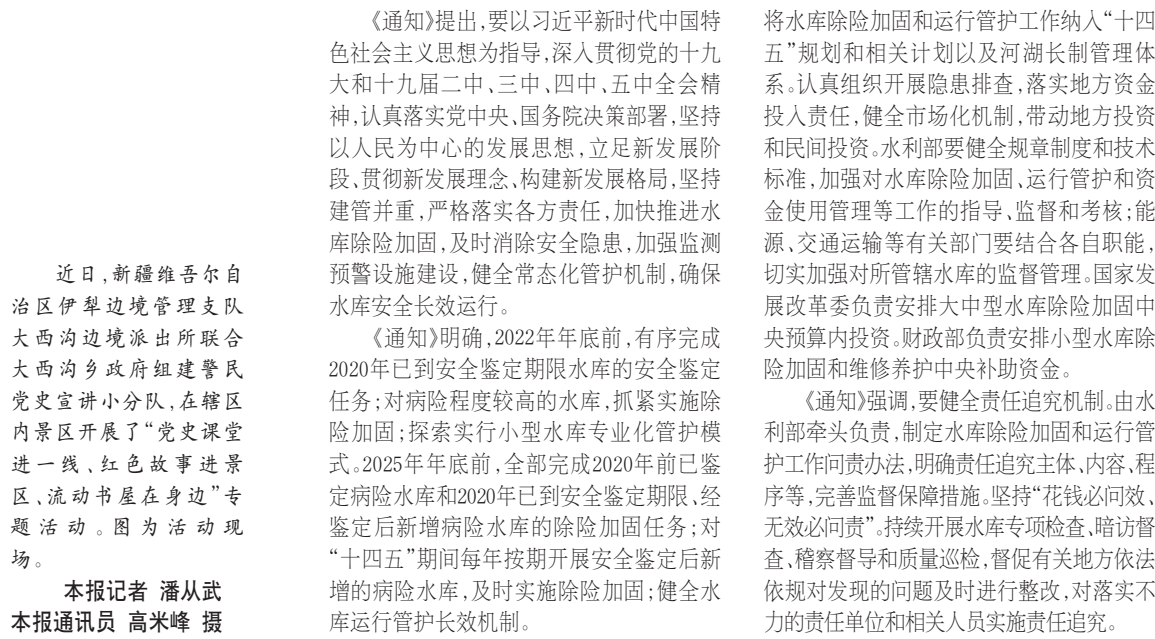 近日,新疆维吾尔自
治区伊犁边境管理支队
大西沟边境派出所联合
大西沟乡政府组建警民
党史宣讲小分队,在辖区
内景区开展了“党史课堂
进一线、红色故事进景
区、流动书屋在身边”专
题活动。图为活动现
场。
本报记者 潘从武
本报通讯员 高米峰 摄
《通知》提出,要以习近平新时代中国特
色社会主义思想为指导,深入贯彻党的十九
大和十九届二中、三中、四中、五中全会精
神,认真落实党中央、国务院决策部署,坚持
以人民为中心的发展思想,立足新发展阶
段、贯彻新发展理念、构建新发展格局,坚持
建管并重,严格落实各方责任,加快推进水
库除险加固,及时消除安全隐患,加强监测
预警设施建设,健全常态化管护机制,确保
水库安全长效运行。
《通知》明确,2022年年底前,有序完成
2020年已到安全鉴定期限水库的安全鉴定
任务;对病险程度较高的水库,抓紧实施除
险加固;探索实行小型水库专业化管护模
式。2025年年底前,全部完成2020年前已鉴
定病险水库和2020年已到安全鉴定期限、经
鉴定后新增病险水库的除险加固任务;对
“十四五”期间每年按期开展安全鉴定后新
增的病险水库,及时实施除险加固;健全水
库运行管护长效机制。
将水库除险加固和运行管护工作纳入“十四
五”规划和相关计划以及河湖长制管理体
系。认真组织开展隐患排查,落实地方资金
投入责任,健全市场化机制,带动地方投资
和民间投资。水利部要健全规章制度和技术
标准,加强对水库除险加固、运行管护和资
金使用管理等工作的指导、监督和考核;能
源、交通运输等有关部门要结合各自职能,
切实加强对所管辖水库的监督管理。国家发
展改革委负责安排大中型水库除险加固中
央预算内投资。财政部负责安排小型水库除
险加固和维修养护中央补助资金。
《通知》强调,要健全责任追究机制。由水
利部牵头负责,制定水库除险加固和运行管
护工作问责办法,明确责任追究主体、内容、程
序等,完善监督保障措施。坚持“花钱必问效、
无效必问责”。持续开展水库专项检查、暗访督
查、稽察督导和质量巡检,督促有关地方依法
依规对发现的问题及时进行整改,对落实不
力的责任单位和相关人员实施责任追究。